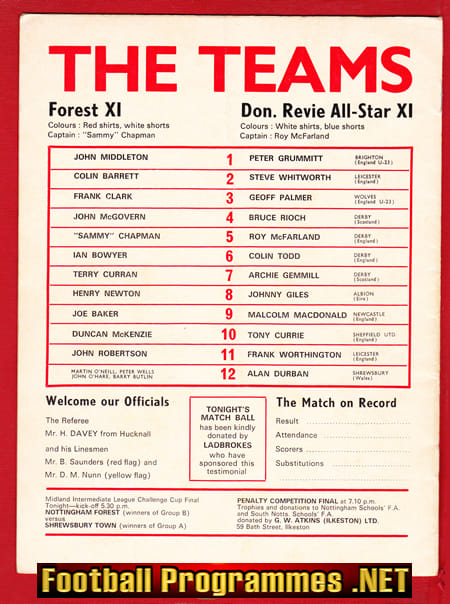 THE TEAMS
Forest XI
Colours : Red shirts, white shorts
Captain : "Sammy" Chapman
Don. Revie All-Star XI
Colours : White shirts, blue shorts
Captain : Roy McFarland
JOHN MIDDLETON 1 PETER GRUMMITT BRIGHTON (England U-23)
COLIN BARRETT 2 STEVE WHITWORTH LEICESTER (England)
FRANK CLARK 3 GEOFF PALMER WOLVES (England U-23)
JOHN McGOVERN 4 BRUCE RIOCH DERBY (Scotland)
"SAMMY" CHAPMAN 5 ROY McFARLAND DERBY (England)
IAN BOWYER 6 COLIN TODD DERBY (England)
TERRY CURRAN 7 ARCHIE GEMMILL DERBY (Scotland)
HENRY NEWTON 8 JOHNNY GILES ALBION (Eire)
JOE BAKER 9 MALCOLM MACDONALD NEWCASTLE (England)
DUNCAN McKENZIE 10 TONY CURRIE SHEFFIELD UTD. (England)
JOHN ROBERTSON 11 FRANK WORTHINGTON LEICESTER (England)
MARTIN O'NEILL, PETER WELLS
JOHN O'HARE, BARRY BUTLIN
12 ALAN DURBAN SHREWSBURY (Wales)
Welcome our Officials
The Referee
Mr. H. DAVEY from Hucknall
and his Linesmen
Mr. B. Saunders (red flag) and
Mr. D. M. Nunn (yellow flag)
TONIGHT'S
MATCH BALL
has been kindly
donated by
LADBROKES
who have
sponsored this
testimonial
The Match on Record
Result
Attendance
Scorers
Substitutions
Midland Intermediate League Challenge Cup Final
Tonight—kick-off 5.30 p.m.
NOTTINGHAM FOREST (winners of Group B)
versus
SHREWSBURY TOWN (winners of Group A)
PENALTY COMPETITION FINAL at 7.10 p.m.
Trophies and donations to Nottingham Schools' F.A.
and South Notts. Schools' F.A.
donated by G. W. ATKINS (ILKESTON) LTD.
59 Bath Street, Ilkeston
Football Programmes .NET